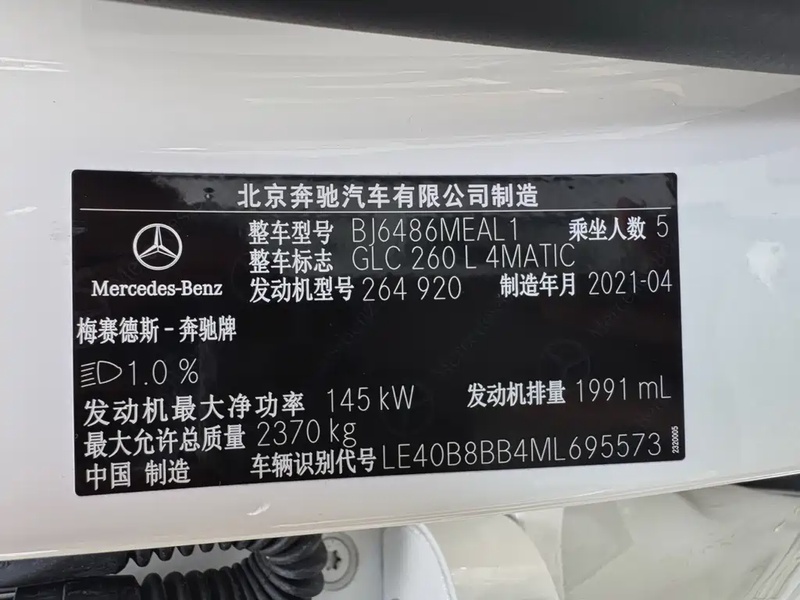 北京奔驰汽车有限公司制造
整车型号 BJ6486MEAL1 乘坐人数 5
整车标志 GLC 260 L 4MATIC
发动机型号 264 920 制造年月 2021-04
Mercedes-Benz
梅赛德斯-奔驰牌
1.0 %
发动机最大净功率 145 kW 发动机排量 1991 mL
最大允许总质量 2370 kg
中国 制造 车辆识别代号 LE40B8BB4ML695573
2320005